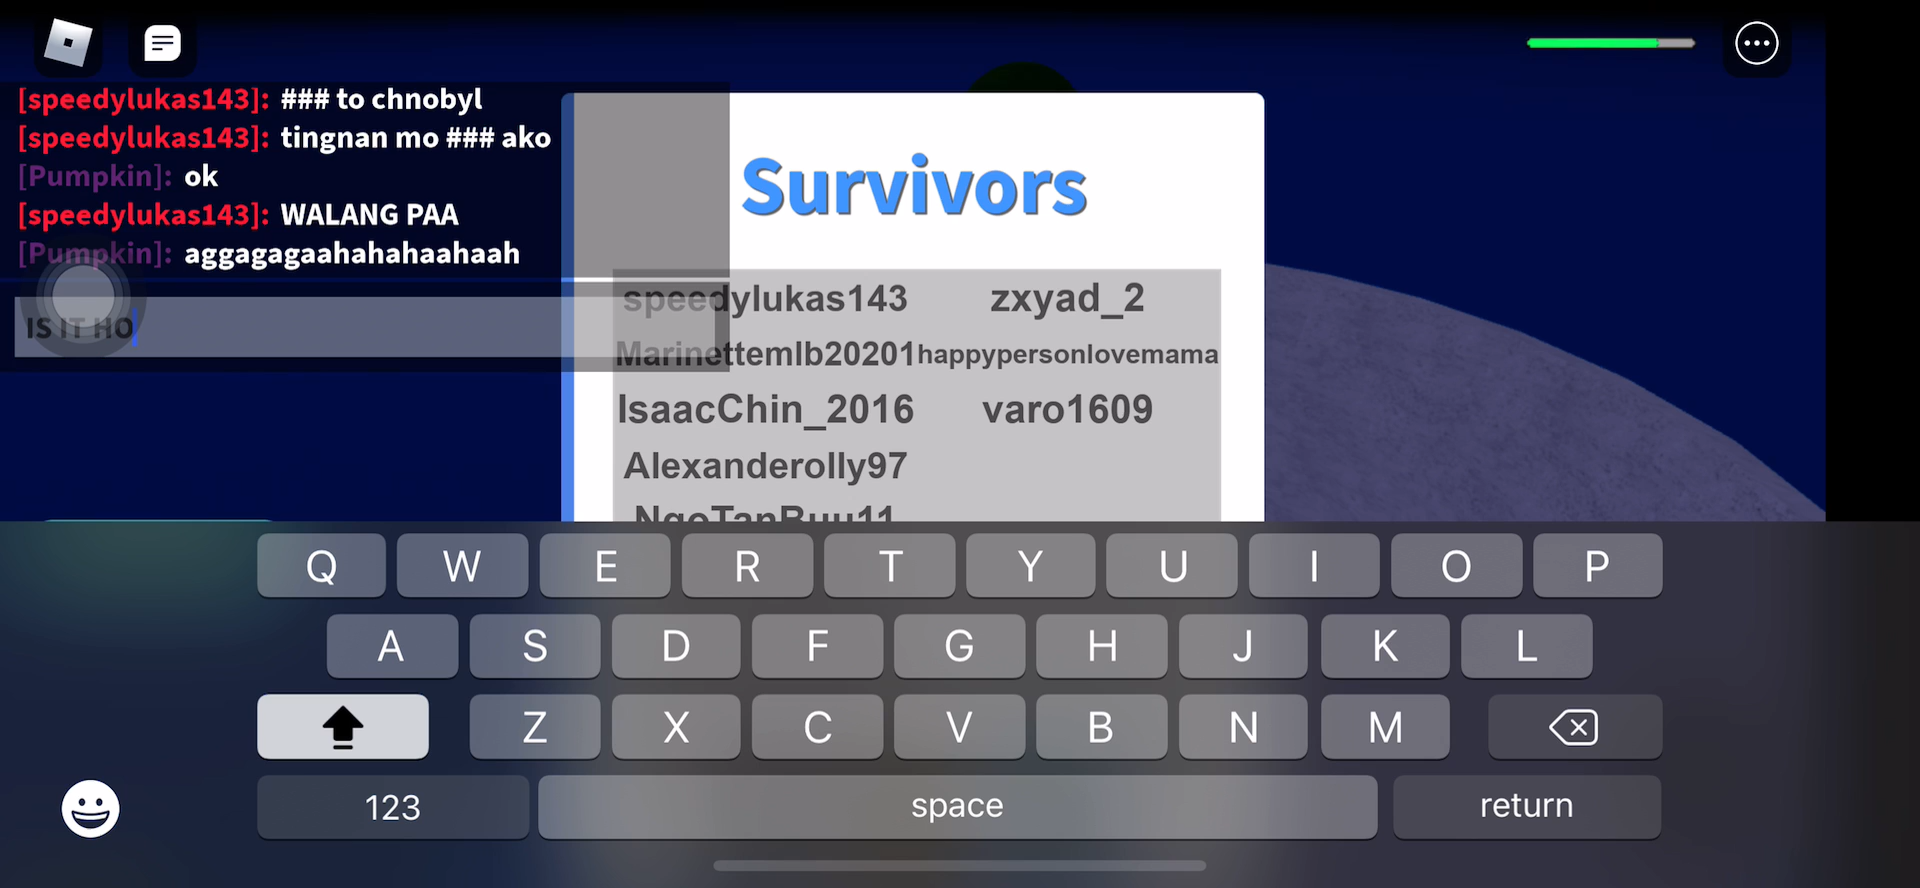 [speedylukas143]: ### to chnobyl
[speedylukas143]: tingnan mo ### ako
[Pumpkin]: ok
[speedylukas143]: WALANG PAA
[Pumpkin]: aggagagaahahahaahaah
IS IT HO
Survivors
speedylukas143 zxyad_2
Marinettemlb20201 happypersonlovemama
IsaacChin_2016 varo1609
Alexanderolly97
NgoTanBuu11
Q W E R T Y U I O P
A S D F G H J K L
Z X C V B N M
123 space return